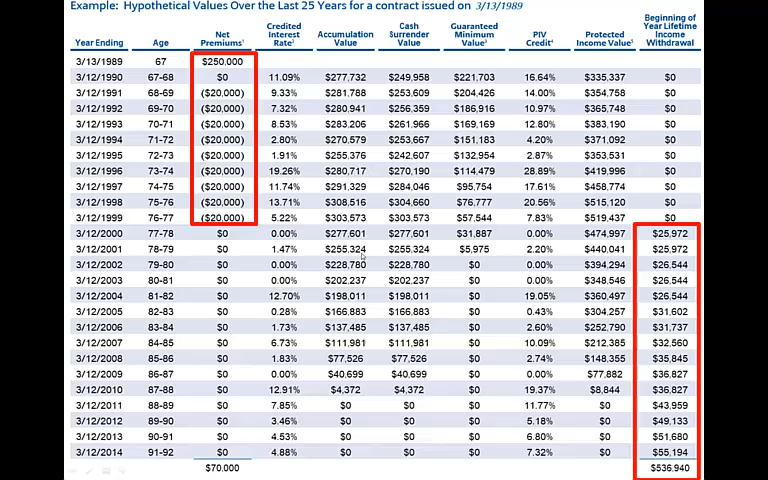 Example: Hypothetical Values Over the Last 25 Years for a contract issued on 3/13/1989
Year Ending Age Net Premiums¹ Credited Interest Rate² Accumulation Value Cash Surrender Value Guaranteed Minimum Value³ PIV Credit⁴ Protected Income Value⁵ Beginning of Year Lifetime Income Withdrawal
3/13/1989 67 $250,000
3/12/1990 67-68 $0 11.09% $277,732 $249,958 $221,703 16.64% $335,337 $0
3/12/1991 68-69 ($20,000) 9.33% $281,788 $253,609 $204,426 14.00% $354,758 $0
3/12/1992 69-70 ($20,000) 7.32% $280,941 $256,359 $186,916 10.97% $365,748 $0
3/12/1993 70-71 ($20,000) 8.53% $283,206 $261,966 $169,169 12.80% $383,190 $0
3/12/1994 71-72 ($20,000) 2.80% $270,579 $253,667 $151,183 4.20% $371,092 $0
3/12/1995 72-73 ($20,000) 1.91% $255,376 $242,607 $132,954 2.87% $353,531 $0
3/12/1996 73-74 ($20,000) 19.26% $280,717 $270,190 $114,479 28.89% $419,996 $0
3/12/1997 74-75 ($20,000) 11.74% $291,329 $284,046 $95,754 17.61% $458,774 $0
3/12/1998 75-76 ($20,000) 13.71% $308,516 $304,660 $76,777 20.56% $515,120 $0
3/12/1999 76-77 ($20,000) 5.22% $303,573 $303,573 $57,544 7.83% $519,437 $0
3/12/2000 77-78 $0 0.00% $277,601 $277,601 $31,887 0.00% $474,997 $25,972
3/12/2001 78-79 $0 1.47% $255,324 $255,324 $5,975 2.20% $440,041 $25,972
3/12/2002 79-80 $0 0.00% $228,780 $228,780 $0 0.00% $394,294 $26,544
3/12/2003 80-81 $0 0.00% $202,237 $202,237 $0 0.00% $348,546 $26,544
3/12/2004 81-82 $0 12.70% $198,011 $198,011 $0 19.05% $360,497 $26,544
3/12/2005 82-83 $0 0.28% $166,883 $166,883 $0 0.43% $304,257 $31,602
3/12/2006 83-84 $0 1.73% $137,485 $137,485 $0 2.60% $252,790 $31,737
3/12/2007 84-85 $0 6.73% $111,981 $111,981 $0 10.09% $212,385 $32,560
3/12/2008 85-86 $0 1.83% $77,526 $77,526 $0 2.74% $148,355 $35,845
3/12/2009 86-87 $0 0.00% $40,699 $40,699 $0 0.00% $77,882 $36,827
3/12/2010 87-88 $0 12.91% $4,372 $4,372 $0 19.37% $8,844 $36,827
3/12/2011 88-89 $0 7.85% $0 $0 $0 11.77% $0 $43,959
3/12/2012 89-90 $0 3.46% $0 $0 $0 5.18% $0 $49,133
3/12/2013 90-91 $0 4.53% $0 $0 $0 6.80% $0 $51,680
3/12/2014 91-92 $0 4.88% $0 $0 $0 7.32% $0 $55,194
$70,000 $536,940